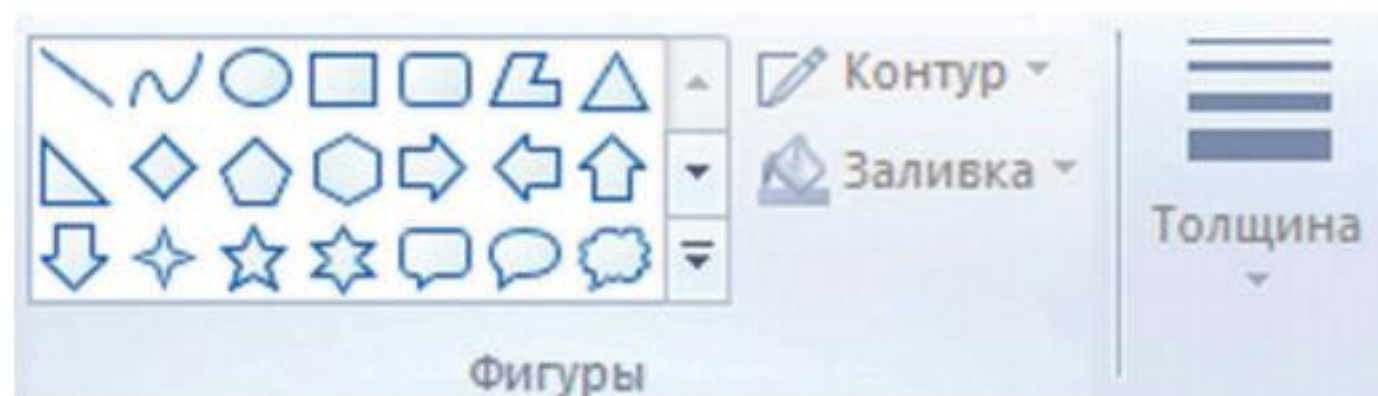 Контур
Заливка
Толщина
Фигуры